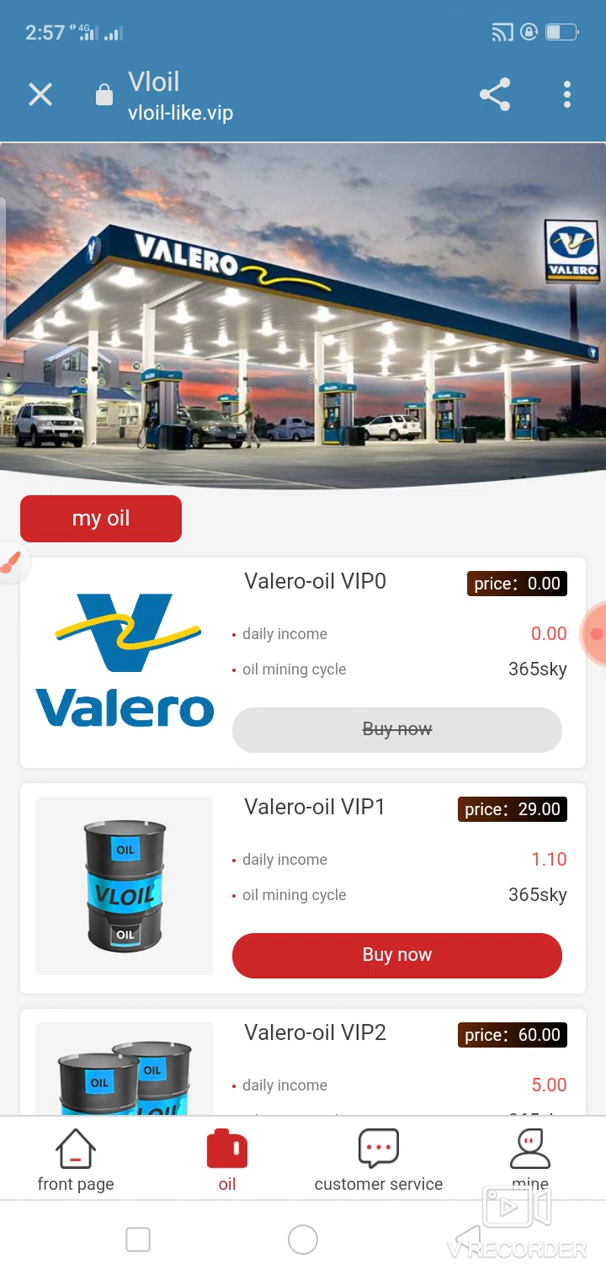 2:57 4G
Vloil
vloil-like.vip
VALERO
VALERO
my oil
Valero-oil VIP0
price: 0.00
daily income
0.00
oil mining cycle
365sky
Valero
Buy now
Valero-oil VIP1
price: 29.00
OIL
VLOIL
OIL
daily income
1.10
oil mining cycle
365sky
Buy now
Valero-oil VIP2
price: 60.00
OIL
OIL
daily income
5.00
front page
oil
customer service
mine
V RECORDER